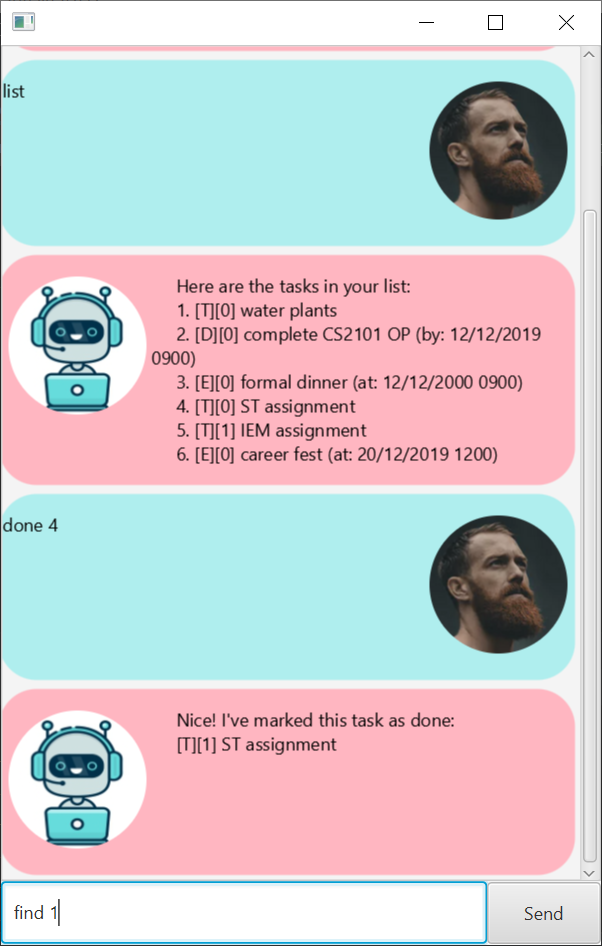 list
Here are the tasks in your list:
1. [T][0] water plants
2. [D][0] complete CS2101 OP (by: 12/12/2019
0900)
3. [E][0] formal dinner (at: 12/12/2000 0900)
4. [T][0] ST assignment
5. [T][1] IEM assignment
6. [E][0] career fest (at: 20/12/2019 1200)
done 4
Nice! I've marked this task as done:
[T][1] ST assignment
find 1
Send